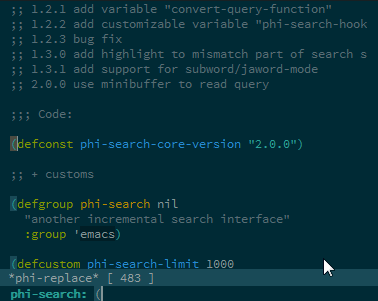 ;; 1.2.1 add variable "convert-query-function"
;; 1.2.2 add customizable variable "phi-search-hook
;; 1.2.3 bug fix
;; 1.3.0 add highlight to mismatch part of search s
;; 1.3.1 add support for subword/jaword-mode
;; 2.0.0 use minibuffer to read query
;;; Code:
(defconst phi-search-core-version "2.0.0")
;; + customs
(defgroup phi-search nil
"another incremental search interface"
:group 'emacs)
(defcustom phi-search-limit 1000
*phi-replace* [ 483 ]
phi-search: (